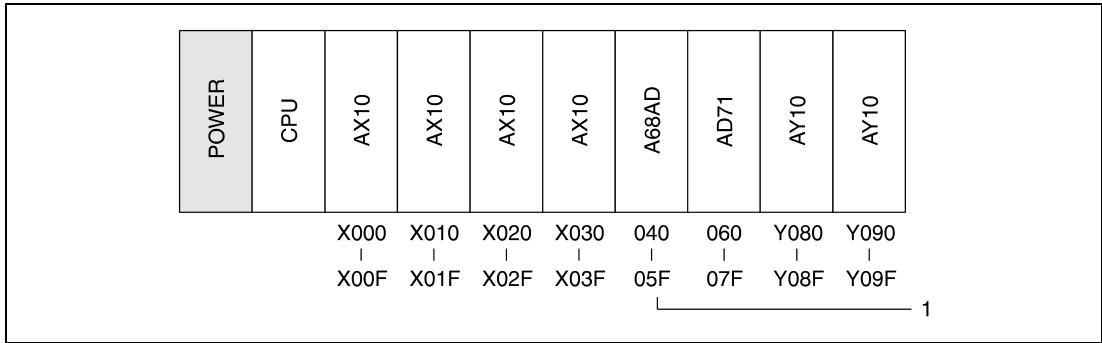 POWER CPU AX10 AX10 AX10 AX10 A68AD AD71 AY10 AY10
X000 X010 X020 X030 040 060 Y080 Y090
X00F X01F X02F X03F 05F 07F Y08F Y09F
1